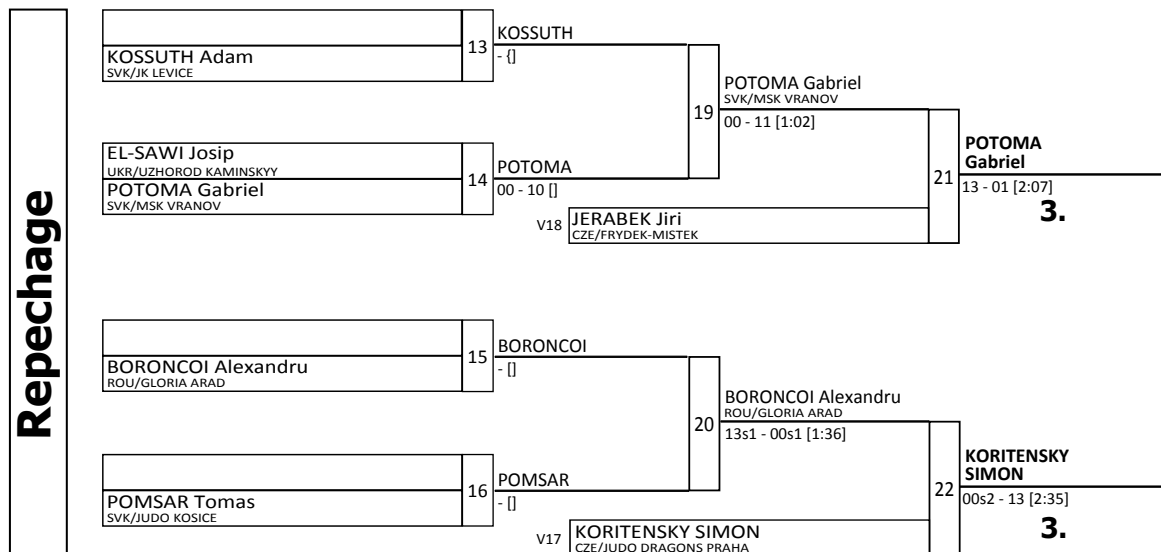 Repechage
KOSSUTH Adam
SVK/JK LEVICE
13
KOSSUTH
- {]
EL-SAWI Josip
UKR/UZHOROD KAMINSKYY
POTOMA Gabriel
SVK/MSK VRANOV
14
POTOMA
00 - 10 []
19
POTOMA Gabriel
SVK/MSK VRANOV
00 - 11 [1:02]
V18
JERABEK Jiri
CZE/FRYDEK-MISTEK
21
POTOMA
Gabriel
13 - 01 [2:07]
3.
BORONCOI Alexandru
ROU/GLORIA ARAD
15
BORONCOI
- []
POMSAR Tomas
SVK/JUDO KOSICE
16
POMSAR
- []
20
BORONCOI Alexandru
ROU/GLORIA ARAD
13s1 - 00s1 [1:36]
V17
KORITENSKY SIMON
CZE/JUDO DRAGONS PRAHA
22
KORITENSKY
SIMON
00s2 - 13 [2:35]
3.